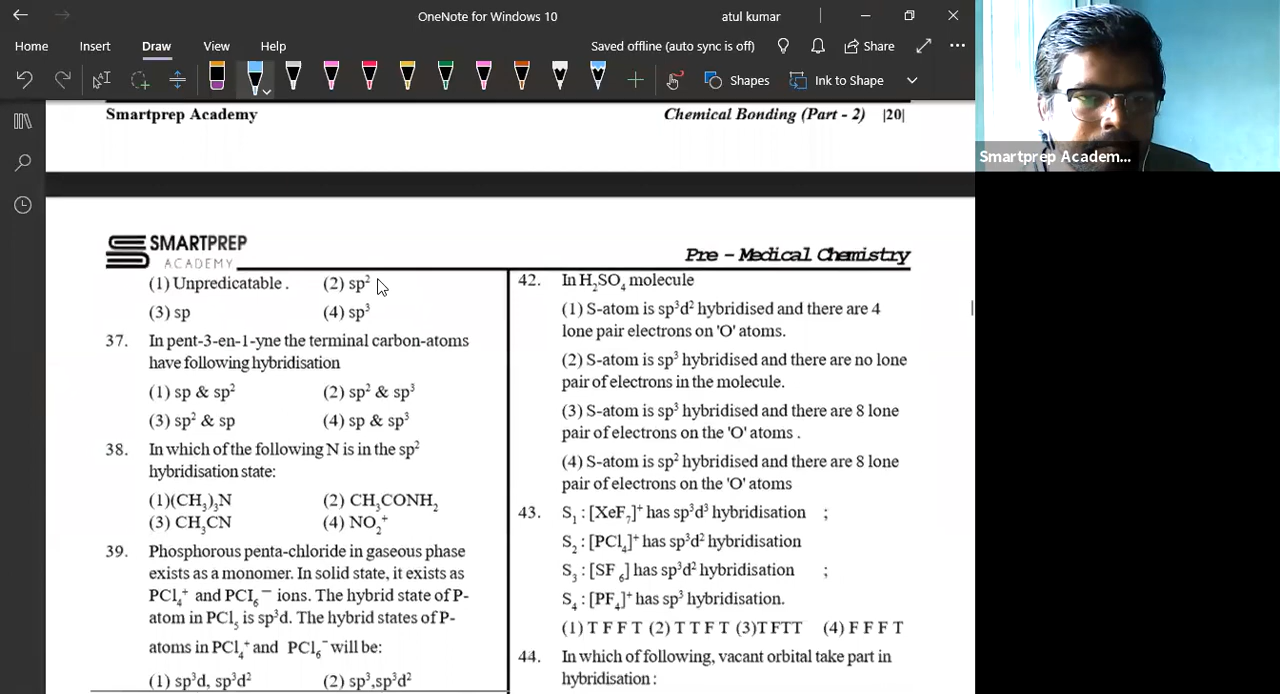 OneNote for Windows 10
atul kumar
Home Insert Draw View Help
Saved offline (auto sync is off)
Share
Shapes
Ink to Shape
Smartprep Academy
Chemical Bonding (Part - 2) |20|
Smartprep Academ...
SMARTPREP
ACADEMY
Pre – Medical Chemistry
(1) Unpredicatable . (2) sp²
(3) sp (4) sp³
37. In pent-3-en-1-yne the terminal carbon-atoms
have following hybridisation
(1) sp & sp² (2) sp² & sp³
(3) sp² & sp (4) sp & sp³
38. In which of the following N is in the sp²
hybridisation state:
(1)(CH₃)₃N (2) CH₃CONH₂
(3) CH₃CN (4) NO₂⁺
39. Phosphorous penta-chloride in gaseous phase
exists as a monomer. In solid state, it exists as
PCl₄⁺ and PCI₆⁻ ions. The hybrid state of P-
atom in PCl₅ is sp³d. The hybrid states of P-
atoms in PCl₄⁺ and PCl₆⁻ will be:
(1) sp³d, sp³d² (2) sp³,sp³d²
42. In H₂SO₄ molecule
(1) S-atom is sp³d² hybridised and there are 4
lone pair electrons on 'O' atoms.
(2) S-atom is sp³ hybridised and there are no lone
pair of electrons in the molecule.
(3) S-atom is sp³ hybridised and there are 8 lone
pair of electrons on the 'O' atoms .
(4) S-atom is sp² hybridised and there are 8 lone
pair of electrons on the 'O' atoms
43. S₁ : [XeF₇]⁺ has sp³d³ hybridisation ;
S₂ : [PCl₄]⁺ has sp³d² hybridisation
S₃ : [SF₆] has sp³d² hybridisation ;
S₄ : [PF₄]⁺ has sp³ hybridisation.
(1) T F F T (2) T T F T (3)T F T T (4) F F F T
44. In which of following, vacant orbital take part in
hybridisation :